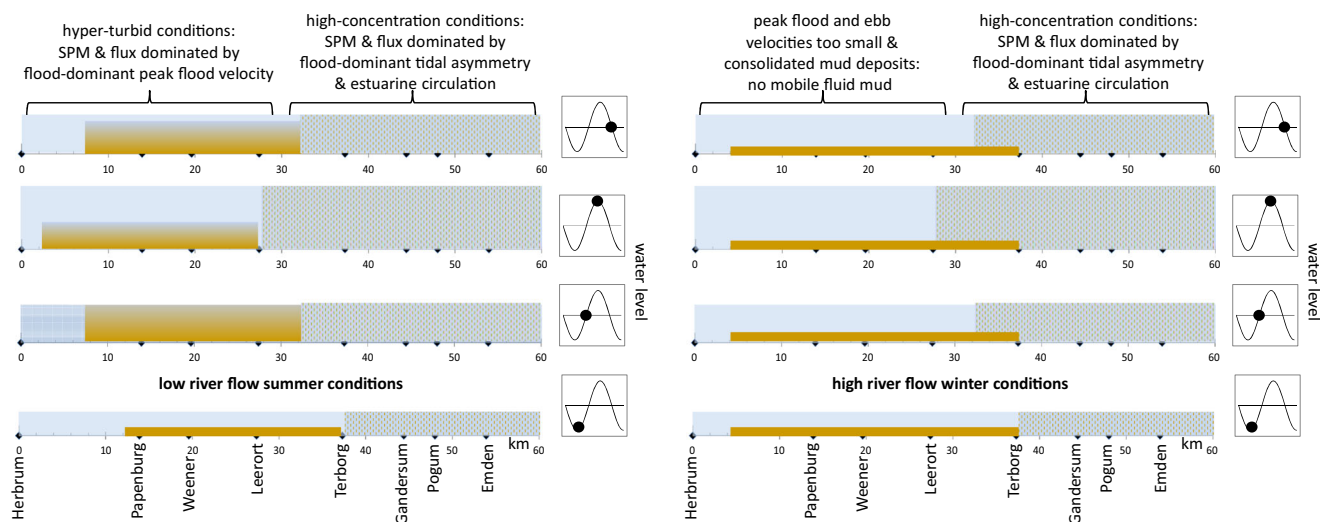 hyper-turbid conditions:
SPM & flux dominated by
flood-dominant peak flood velocity
high-concentration conditions:
SPM & flux dominated by
flood-dominant tidal asymmetry
& estuarine circulation
0 10 20 30 40 50 60
0 10 20 30 40 50 60
0 10 20 30 40 50 60
water level
low river flow summer conditions
0 10 20 30 40 50 km 60
Herbrum
Papenburg
Weener
Leerort
Terborg
Gandersum
Pogum
Emden
peak flood and ebb
velocities too small &
consolidated mud deposits:
no mobile fluid mud
high-concentration conditions:
SPM & flux dominated by
flood-dominant tidal asymmetry
& estuarine circulation
0 10 20 30 40 50 60
0 10 20 30 40 50 60
0 10 20 30 40 50 60
water level
high river flow winter conditions
0 10 20 30 40 50 km 60
Herbrum
Papenburg
Weener
Leerort
Terborg
Gandersum
Pogum
Emden